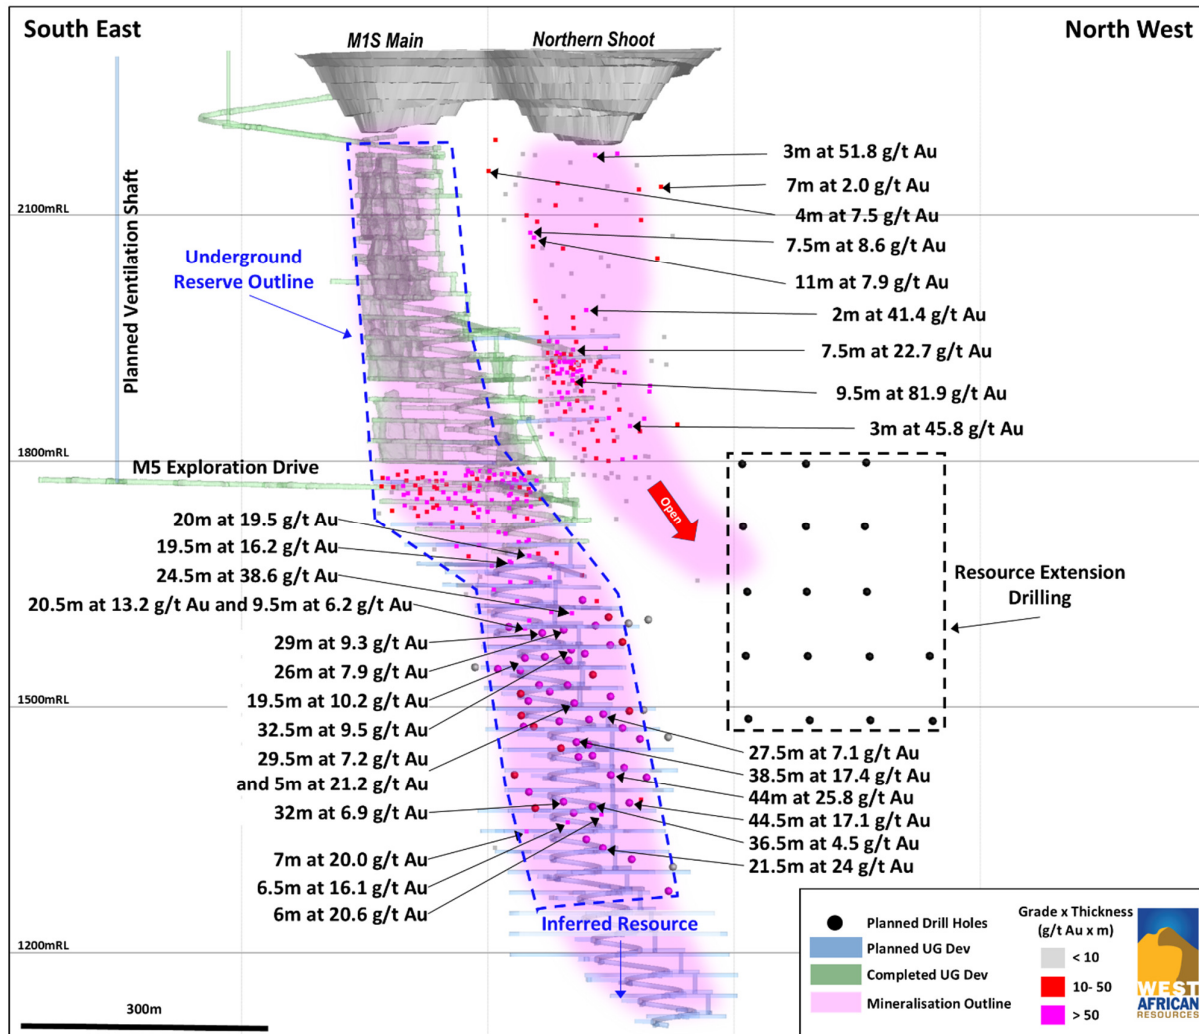 South East
North West
M1S Main
Northern Shoot
3m at 51.8 g/t Au
7m at 2.0 g/t Au
4m at 7.5 g/t Au
7.5m at 8.6 g/t Au
11m at 7.9 g/t Au
2m at 41.4 g/t Au
7.5m at 22.7 g/t Au
9.5m at 81.9 g/t Au
3m at 45.8 g/t Au
2100mRL
Planned Ventilation Shaft
Underground
Reserve Outline
1800mRL
M5 Exploration Drive
Open
20m at 19.5 g/t Au
19.5m at 16.2 g/t Au
24.5m at 38.6 g/t Au
20.5m at 13.2 g/t Au and 9.5m at 6.2 g/t Au
29m at 9.3 g/t Au
26m at 7.9 g/t Au
19.5m at 10.2 g/t Au
32.5m at 9.5 g/t Au
29.5m at 7.2 g/t Au
and 5m at 21.2 g/t Au
32m at 6.9 g/t Au
7m at 20.0 g/t Au
6.5m at 16.1 g/t Au
6m at 20.6 g/t Au
Resource Extension
Drilling
1500mRL
27.5m at 7.1 g/t Au
38.5m at 17.4 g/t Au
44m at 25.8 g/t Au
44.5m at 17.1 g/t Au
36.5m at 4.5 g/t Au
21.5m at 24 g/t Au
Inferred Resource
1200mRL
300m
Planned Drill Holes
Planned UG Dev
Completed UG Dev
Mineralisation Outline
Grade x Thickness
(g/t Au x m)
< 10
10- 50
> 50
WEST
AFRICAN
RESOURCES